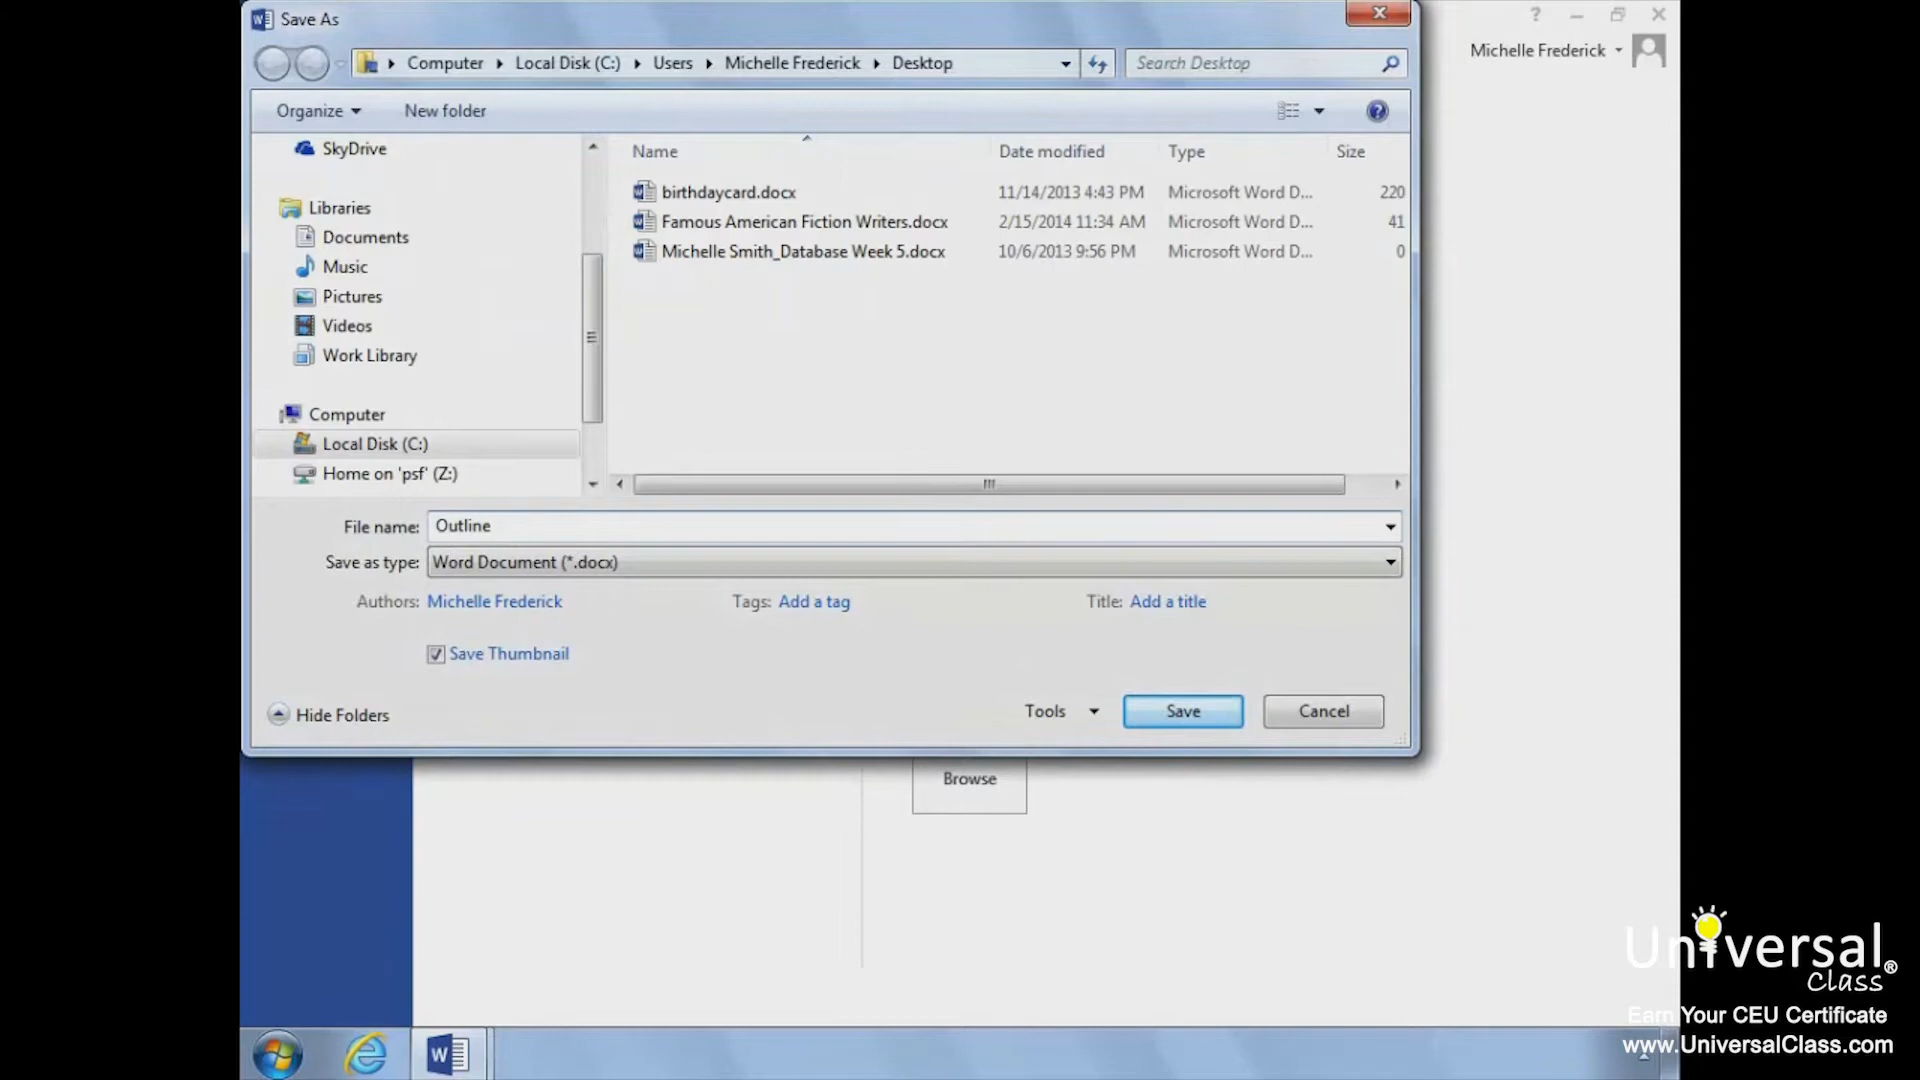 Save As
Michelle Frederick
Computer Local Disk (C:) Users Michelle Frederick Desktop
Search Desktop
Organize New folder
SkyDrive
Libraries
Documents
Music
Pictures
Videos
Work Library
Computer
Local Disk (C:)
Home on 'psf' (Z:)
Name Date modified Type Size
birthdaycard.docx 11/14/2013 4:43 PM Microsoft Word D... 220
Famous American Fiction Writers.docx 2/15/2014 11:34 AM Microsoft Word D... 41
Michelle Smith_Database Week 5.docx 10/6/2013 9:56 PM Microsoft Word D... 0
File name: Outline
Save as type: Word Document (*.docx)
Authors: Michelle Frederick Tags: Add a tag Title: Add a title
Save Thumbnail
Hide Folders Tools Save Cancel
Browse
Universal®
Class
Earn Your CEU Certificate
www.UniversalClass.com